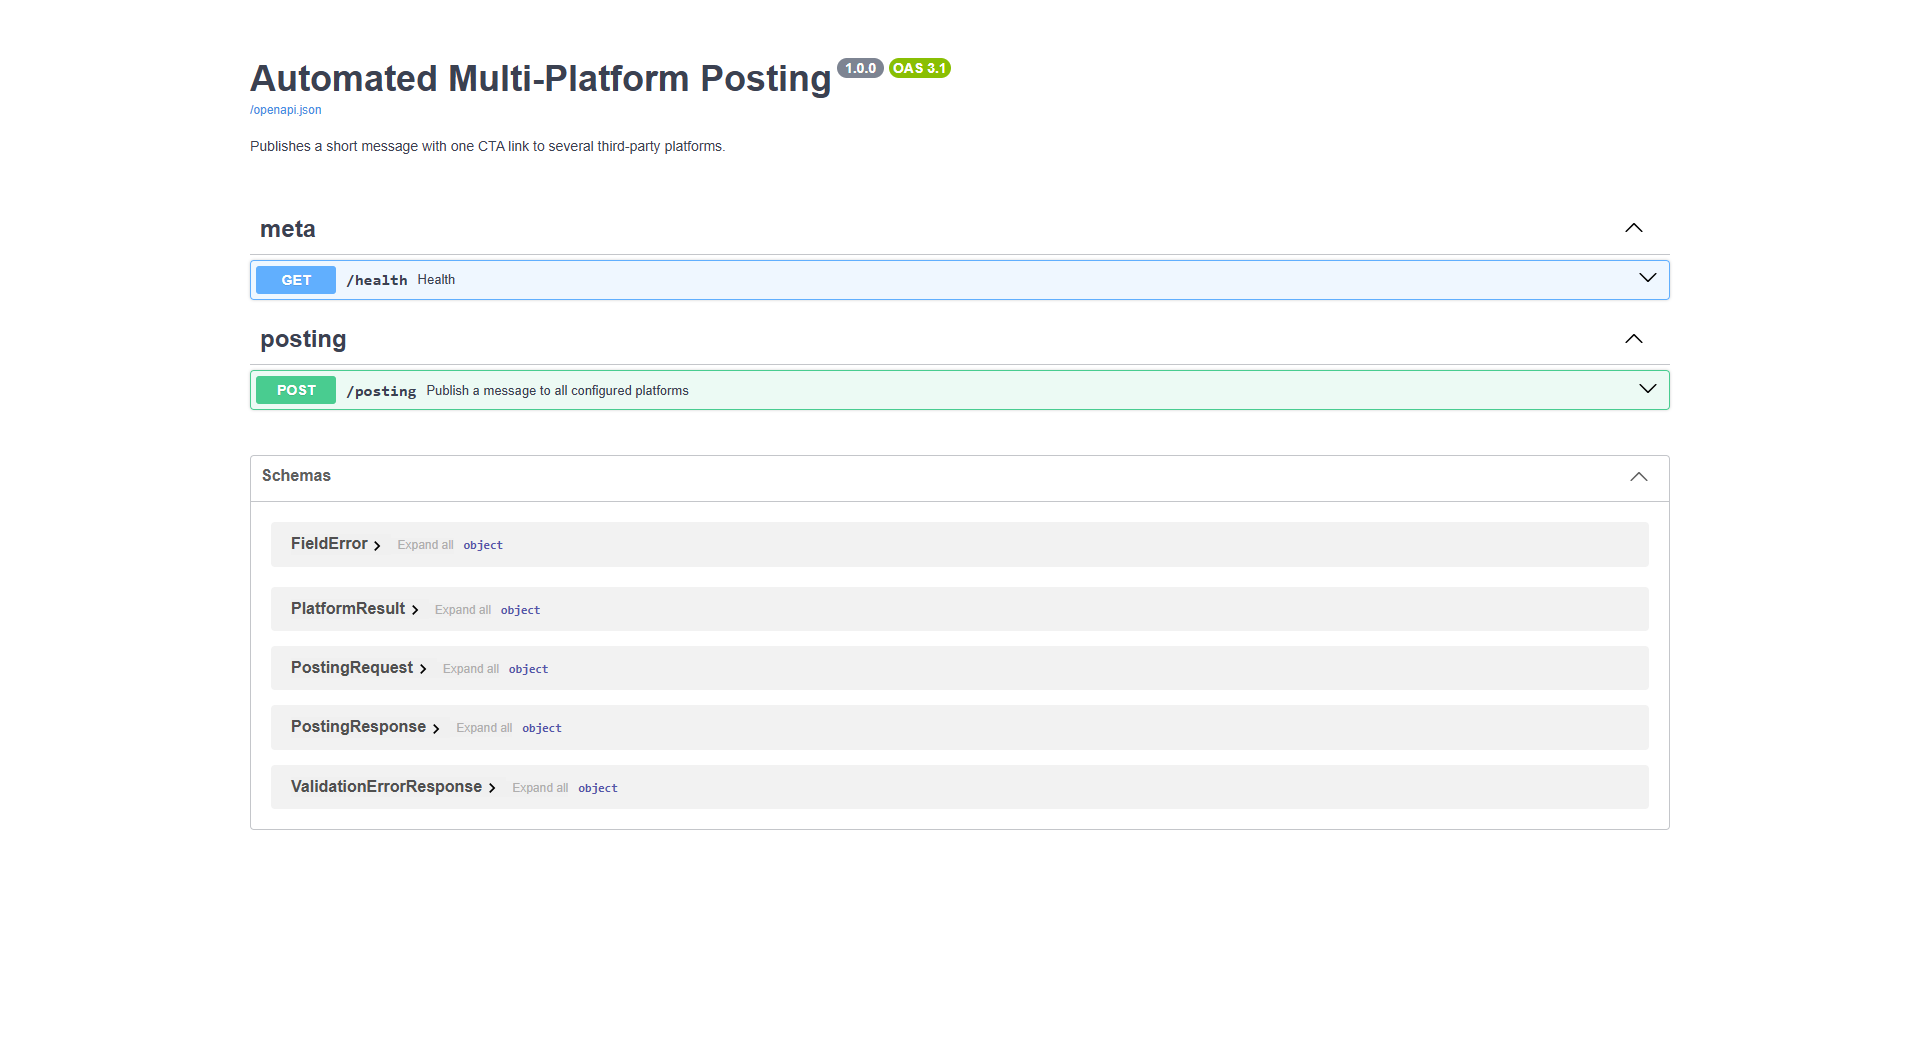 Automated Multi-Platform Posting 1.0.0 OAS 3.1
/openapi.json
Publishes a short message with one CTA link to several third-party platforms.
meta
GET /health Health
posting
POST /posting Publish a message to all configured platforms
Schemas
FieldError Expand all object
PlatformResult Expand all object
PostingRequest Expand all object
PostingResponse Expand all object
ValidationErrorResponse Expand all object